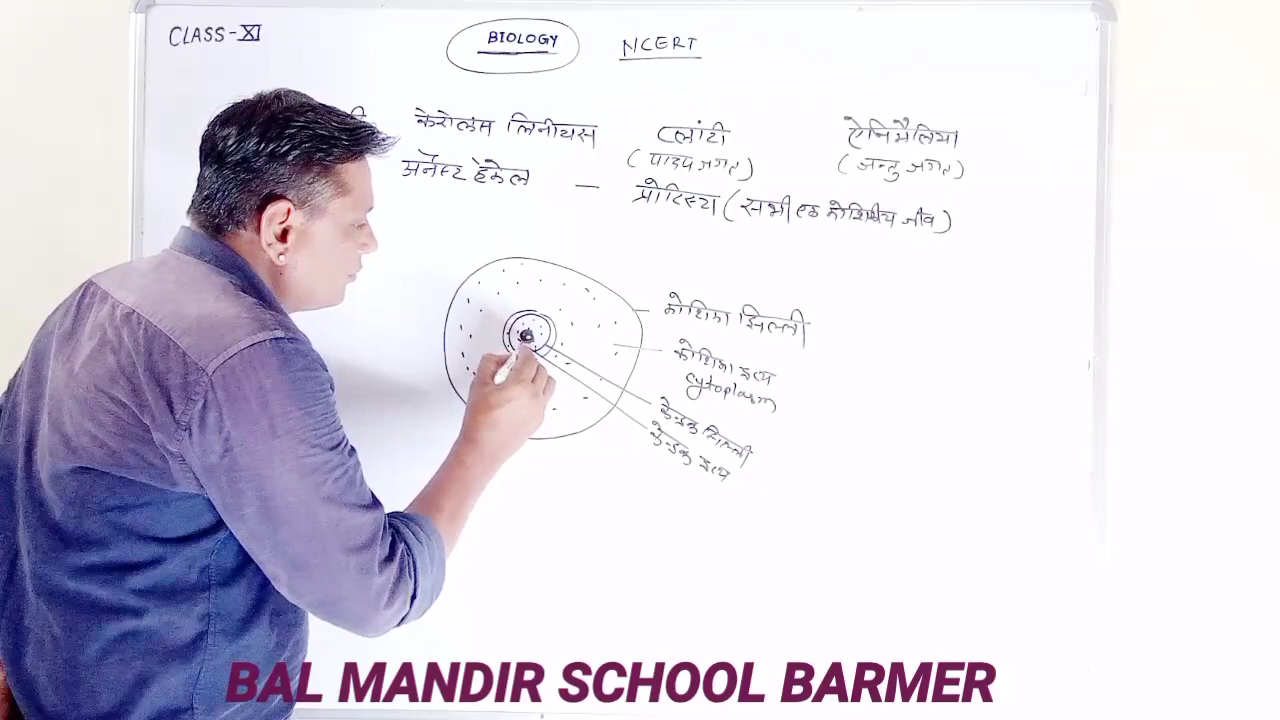 CLASS-XI
BIOLOGY NCERT
केरोलस लिनीयस प्लांटी ऐनिमैलिया
(पादप जगत) (जन्तु जगत)
अर्नेस्ट हेकेल - प्रोटिस्टा (सभी एक कोशिकीय जीव)
कोशिका झिल्ली
कोशिका द्रव्य
cytoplasm
केन्द्रक झिल्ली
केन्द्रक द्रव्य
BAL MANDIR SCHOOL BARMER